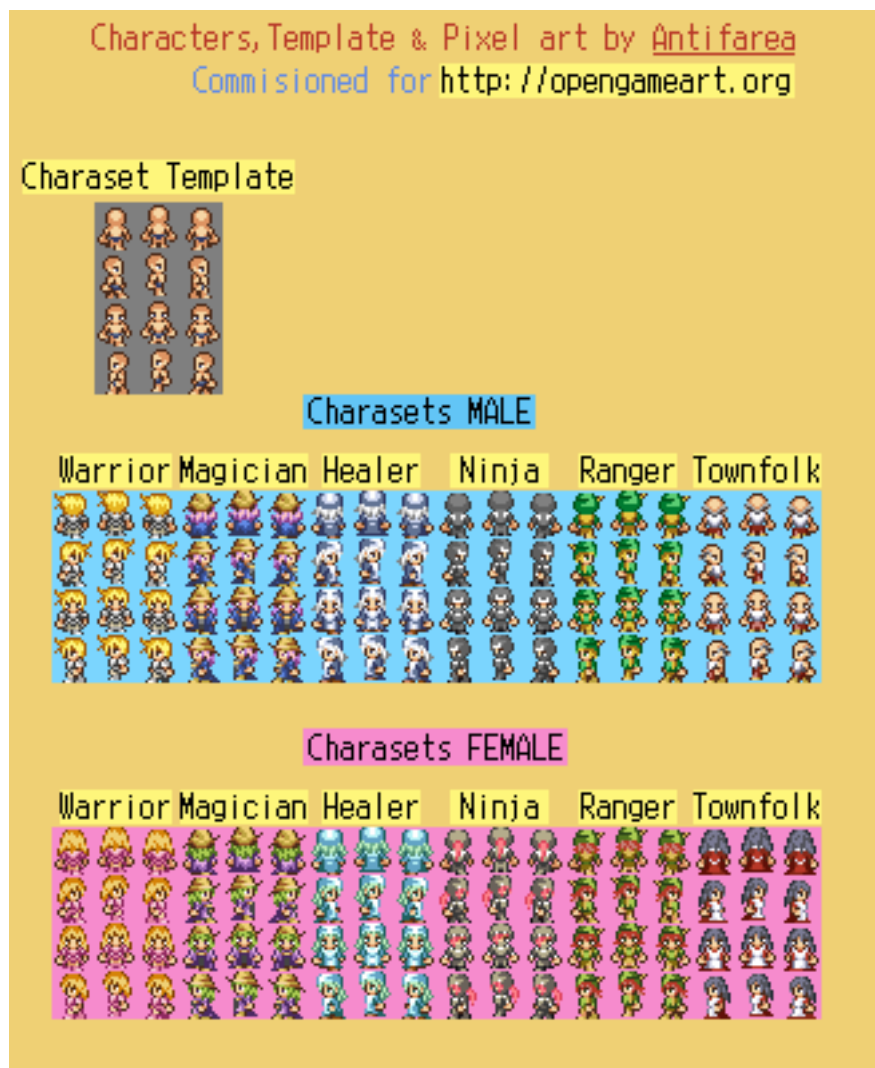 Characters, Template & Pixel art by Antifarea
Commisioned for http://opengameart.org
Charaset Template
Charasets MALE
Warrior Magician Healer Ninja Ranger Townfolk
Charasets FEMALE
Warrior Magician Healer Ninja Ranger Townfolk